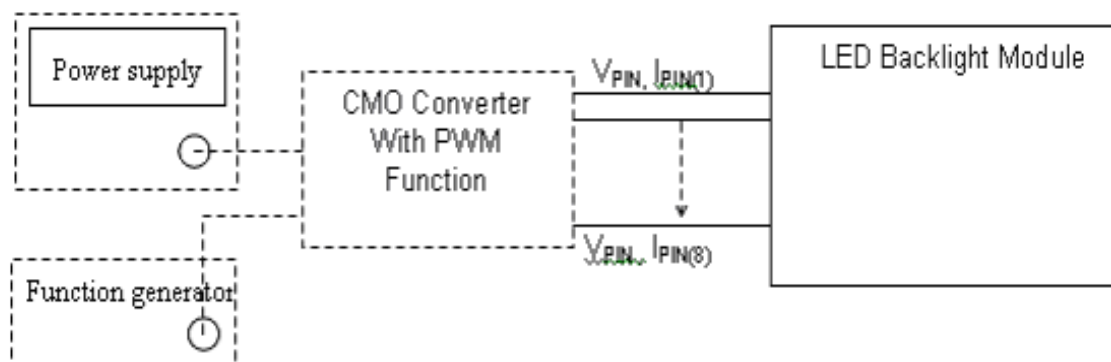 Power supply
CMO Converter
With PWM
Function
VPIN, IPIN(1)
LED Backlight Module
VPIN, IPIN(8)
Function generator